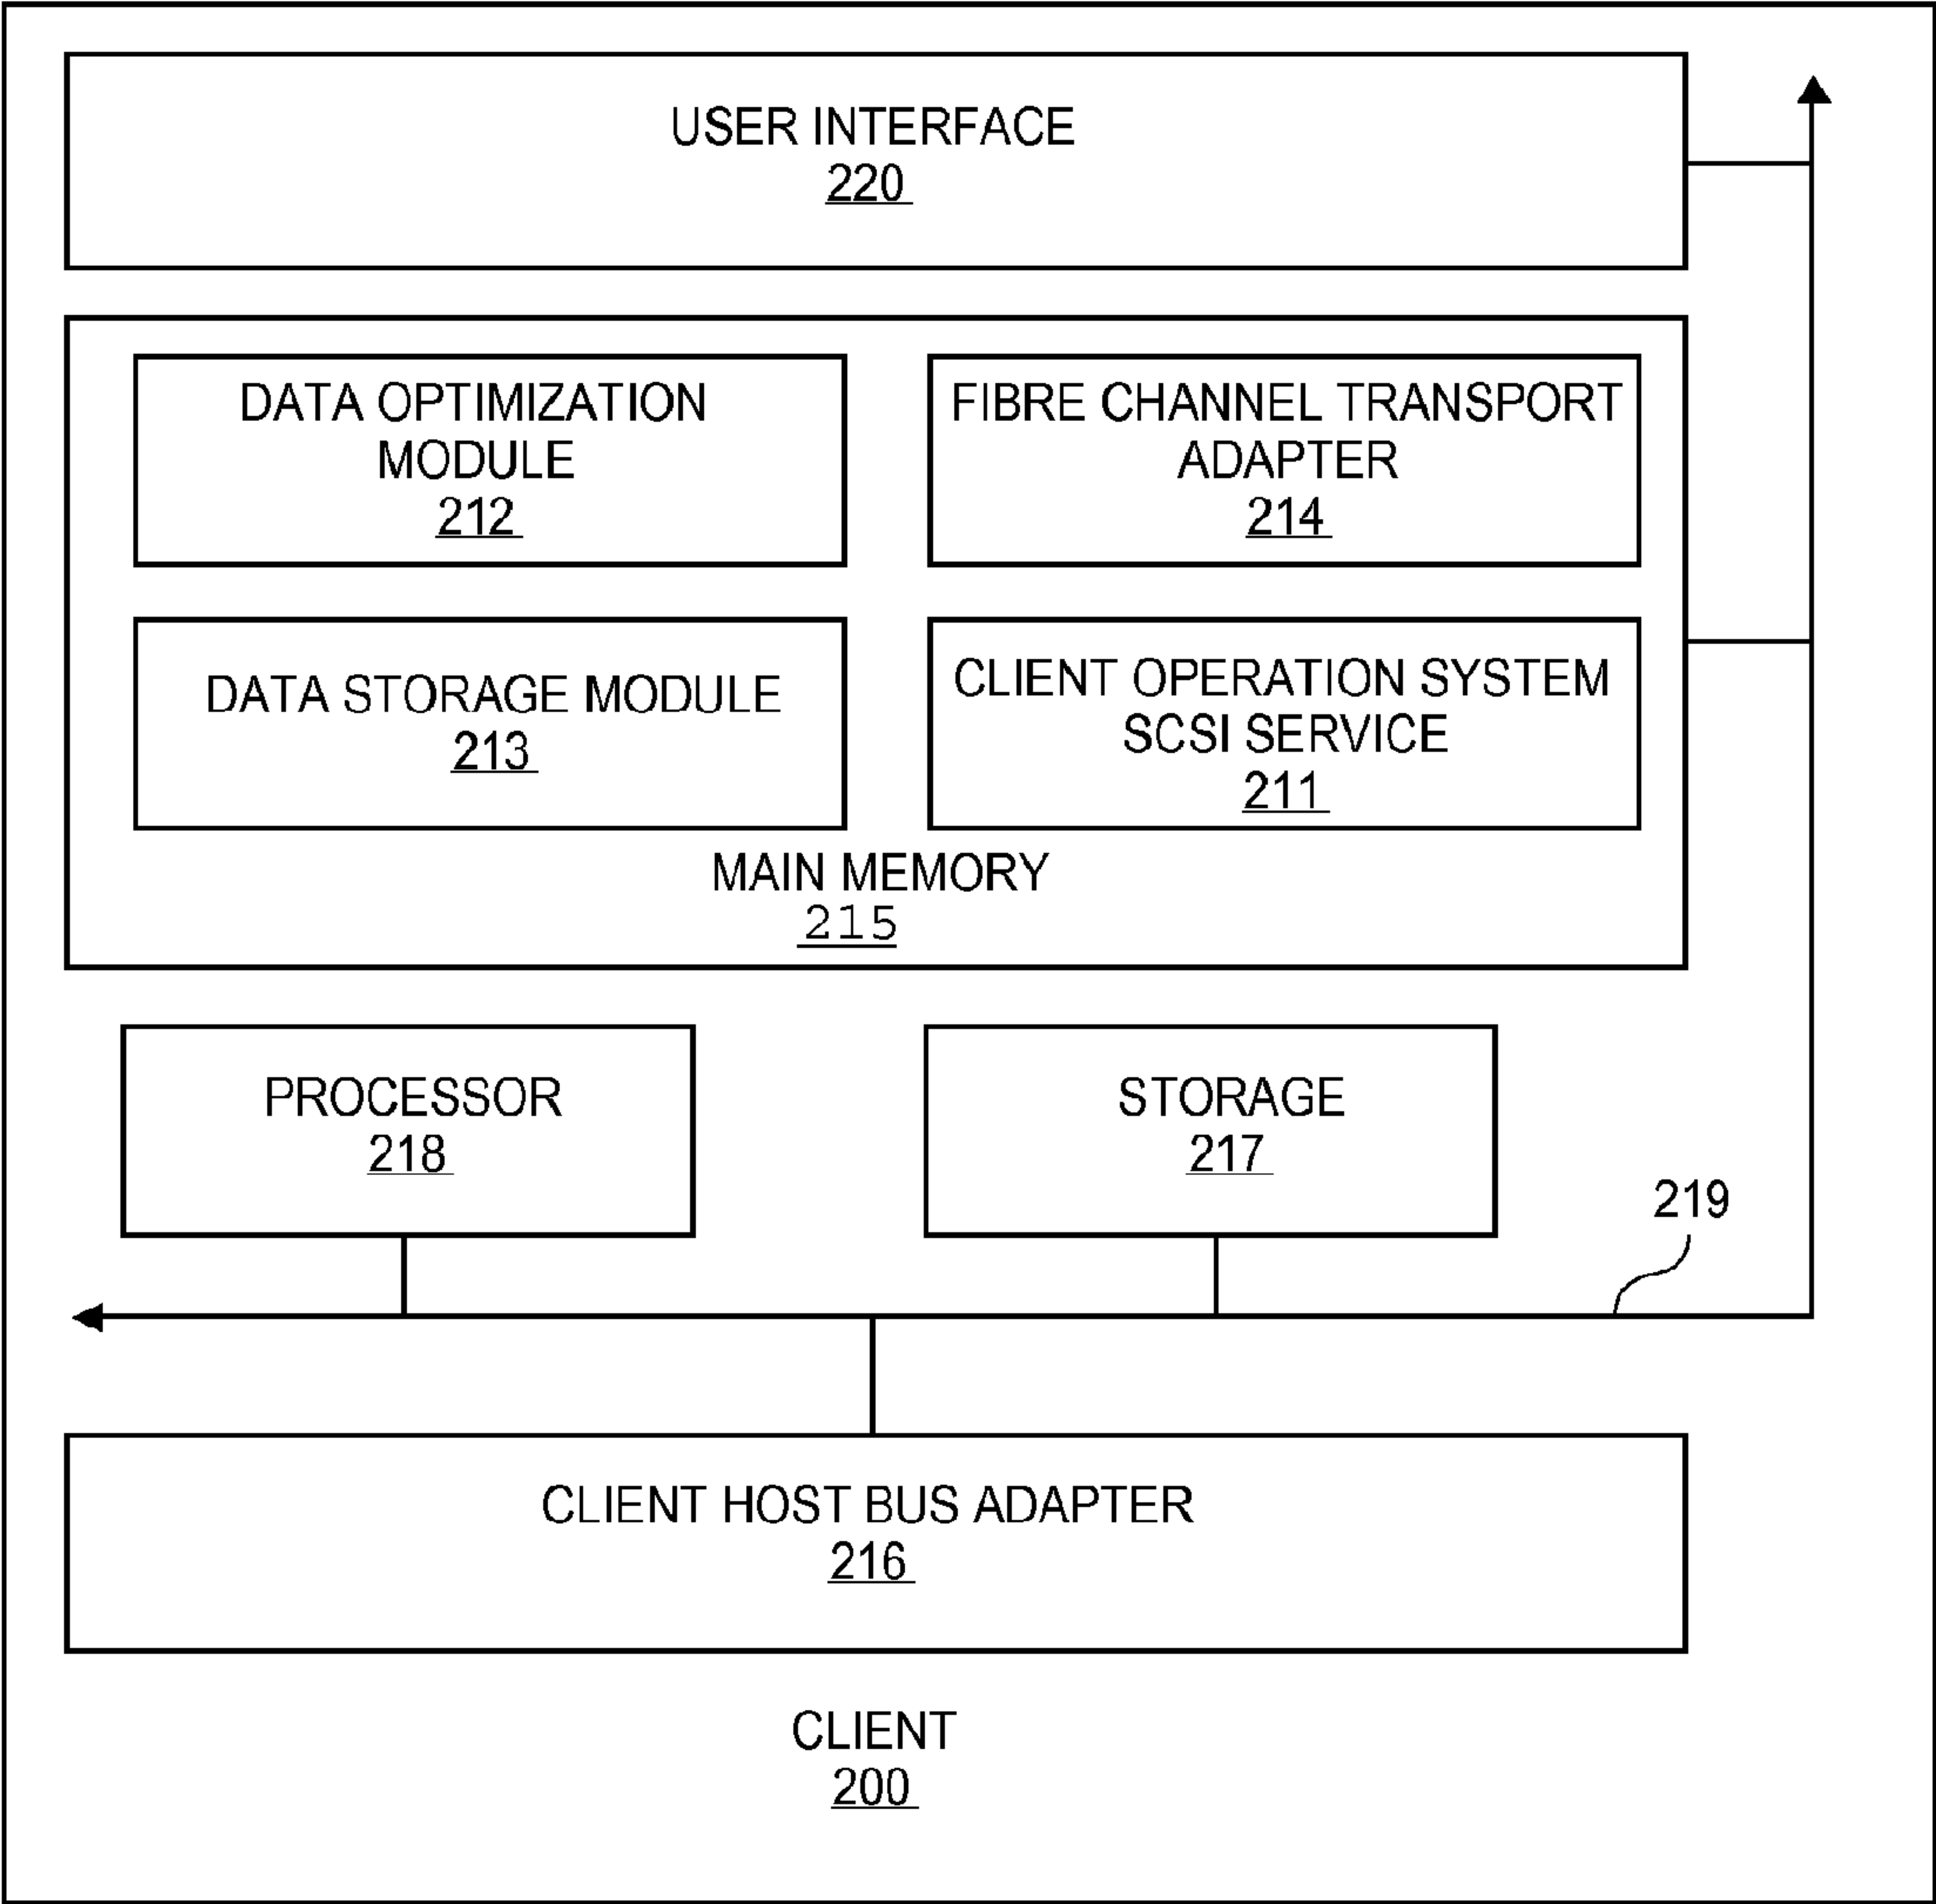 USER INTERFACE
220
DATA OPTIMIZATION
MODULE
212
FIBRE CHANNEL TRANSPORT
ADAPTER
214
DATA STORAGE MODULE
213
CLIENT OPERATION SYSTEM
SCSI SERVICE
211
MAIN MEMORY
215
PROCESSOR
218
STORAGE
217
219
CLIENT HOST BUS ADAPTER
216
CLIENT
200